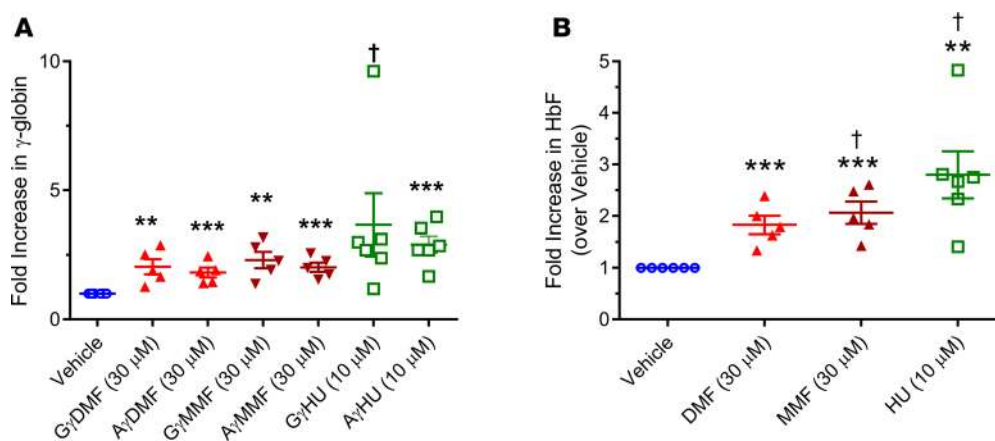 A
Fold Increase in γ-globin
10
5
0
** *** ** *** † ***
Vehicle
GγDMF (30 μM)
AγDMF (30 μM)
GγMMF (30 μM)
AγMMF (30 μM)
GγHU (10 μM)
AγHU (10 μM)
B
Fold Increase in HbF
(over Vehicle)
5
4
3
2
1
0
***
†
***
†
**
Vehicle
DMF (30 μM)
MMF (30 μM)
HU (10 μM)